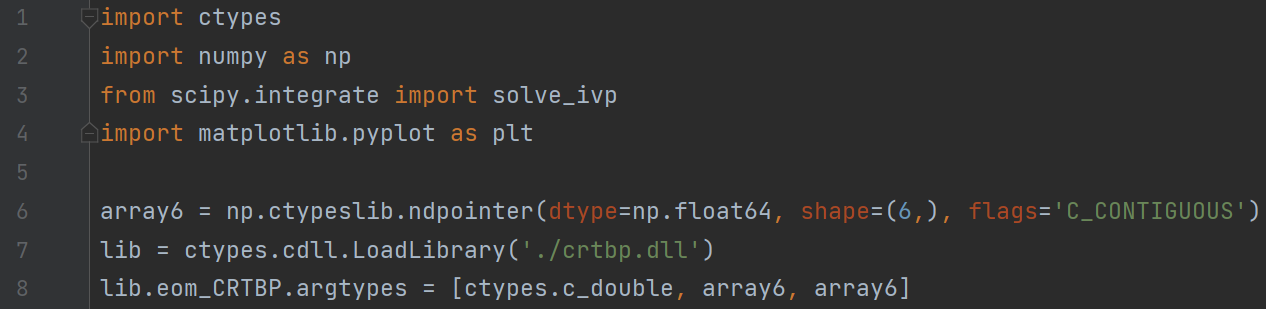 1 import ctypes
2 import numpy as np
3 from scipy.integrate import solve_ivp
4 import matplotlib.pyplot as plt
5
6 array6 = np.ctypeslib.ndpointer(dtype=np.float64, shape=(6,), flags='C_CONTIGUOUS')
7 lib = ctypes.cdll.LoadLibrary('./crtbp.dll')
8 lib.eom_CRTBP.argtypes = [ctypes.c_double, array6, array6]